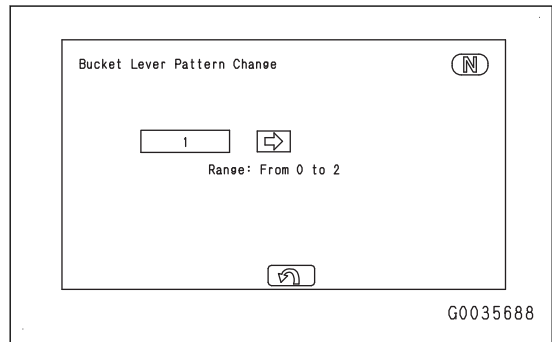 Bucket Lever Pattern Change
N
1
Range: From 0 to 2
G0035688